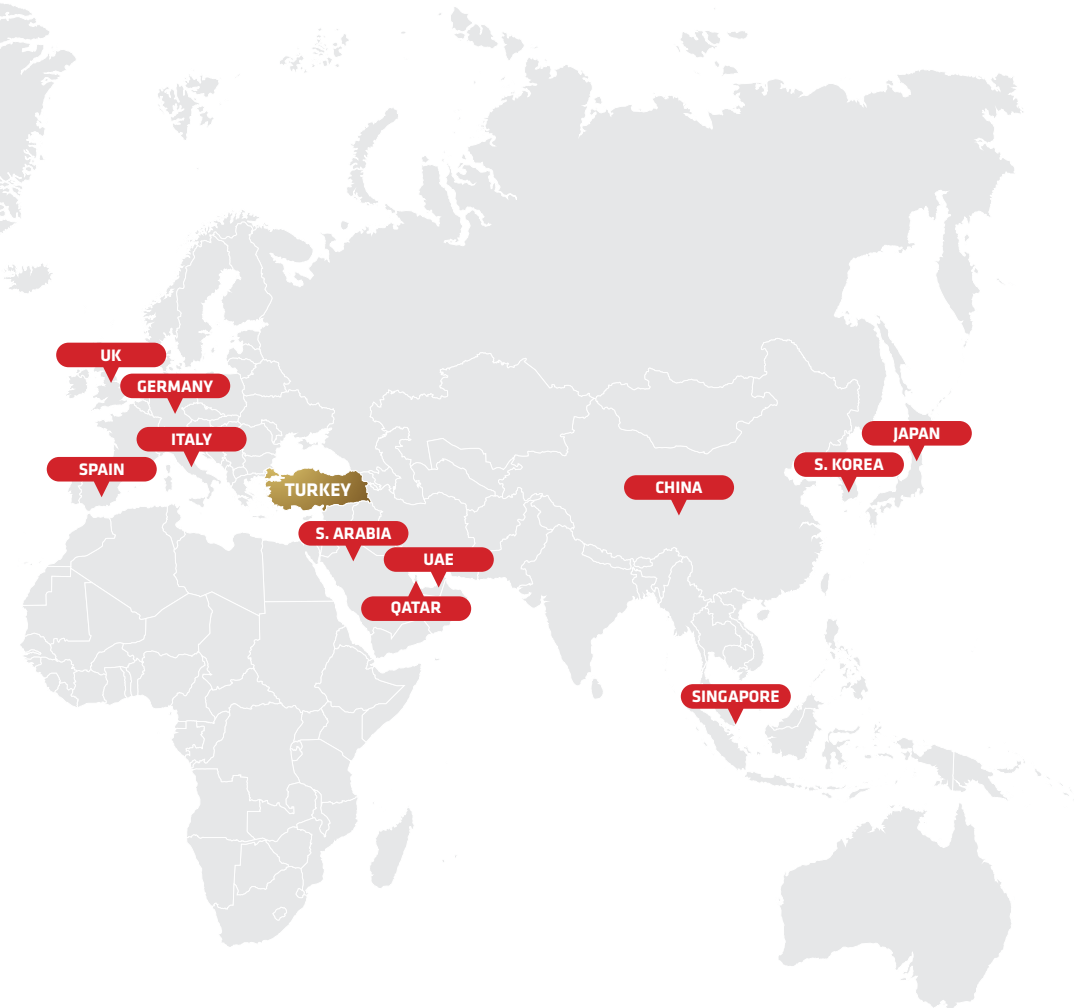 UK
GERMANY
ITALY
SPAIN
TURKEY
S. ARABIA
UAE
QATAR
CHINA
JAPAN
S. KOREA
SINGAPORE